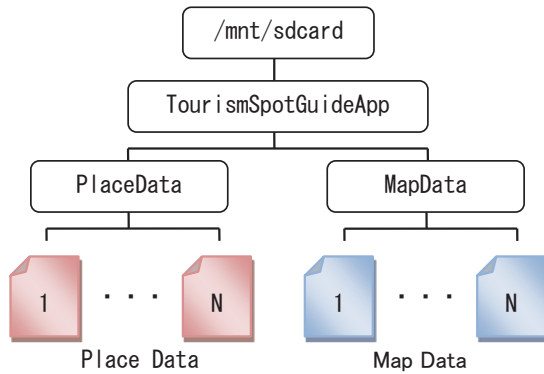 /mnt/sdcard
TourismSpotGuideApp
PlaceData MapData
1 ・・・ N 1 ・・・ N
Place Data Map Data